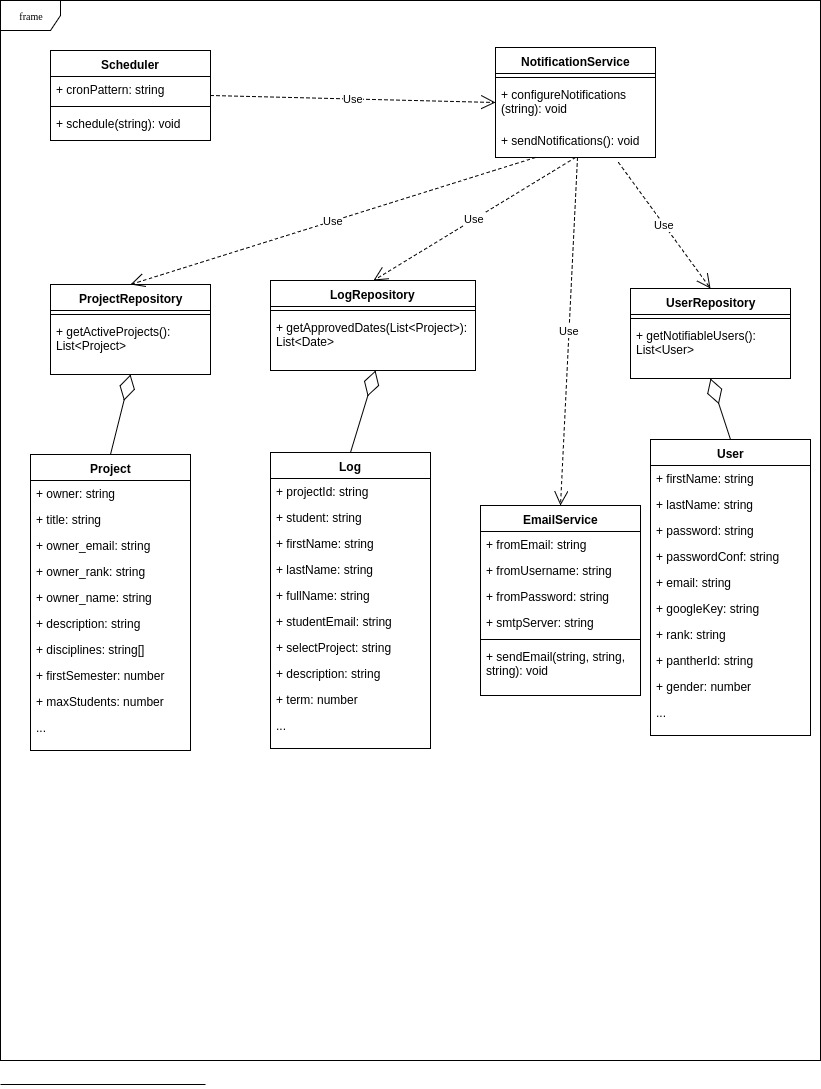 frame
Scheduler
+ cronPattern: string
+ schedule(string): void
Use
NotificationService
+ configureNotifications
(string): void
+ sendNotifications(): void
Use
Use
Use
Use
ProjectRepository
+ getActiveProjects():
List<Project>
LogRepository
+ getApprovedDates(List<Project>):
List<Date>
UserRepository
+ getNotifiableUsers():
List<User>
Project
+ owner: string
+ title: string
+ owner_email: string
+ owner_rank: string
+ owner_name: string
+ description: string
+ disciplines: string[]
+ firstSemester: number
+ maxStudents: number
...
Log
+ projectId: string
+ student: string
+ firstName: string
+ lastName: string
+ fullName: string
+ studentEmail: string
+ selectProject: string
+ description: string
+ term: number
...
EmailService
+ fromEmail: string
+ fromUsername: string
+ fromPassword: string
+ smtpServer: string
+ sendEmail(string, string,
string): void
User
+ firstName: string
+ lastName: string
+ password: string
+ passwordConf: string
+ email: string
+ googleKey: string
+ rank: string
+ pantherId: string
+ gender: number
...